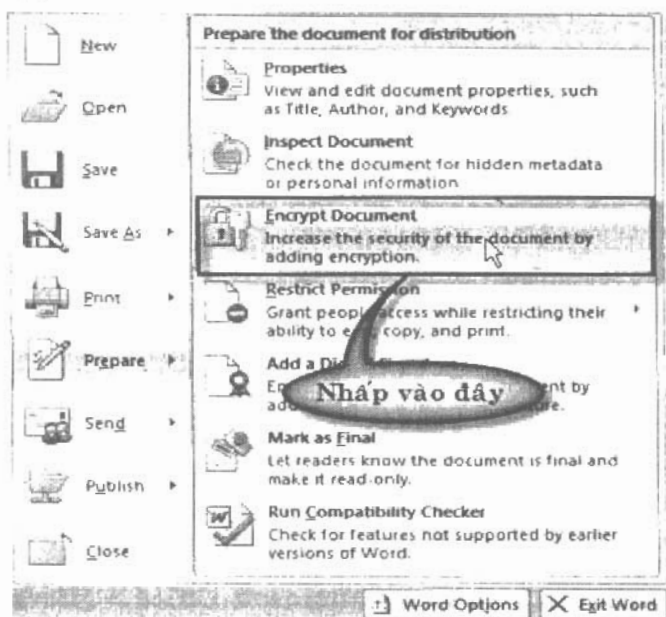 New
Open
Save
Save As
Print
Prepare
Send
Publish
Close
Prepare the document for distribution
Properties
View and edit document properties, such
as Title, Author, and Keywords
Inspect Document
Check the document for hidden metadata
or personal information
Encrypt Document
Increase the security of the document by
adding encryption.
Restrict Permission
Grant people access while restricting their
ability to copy, and print.
Add a
Nhấp vào đây
by
Mark as Final
Let readers know the document is final and
make it read-only.
Run Compatibility Checker
Check for features not supported by earlier
versions of Word.
Word Options
Exit Word